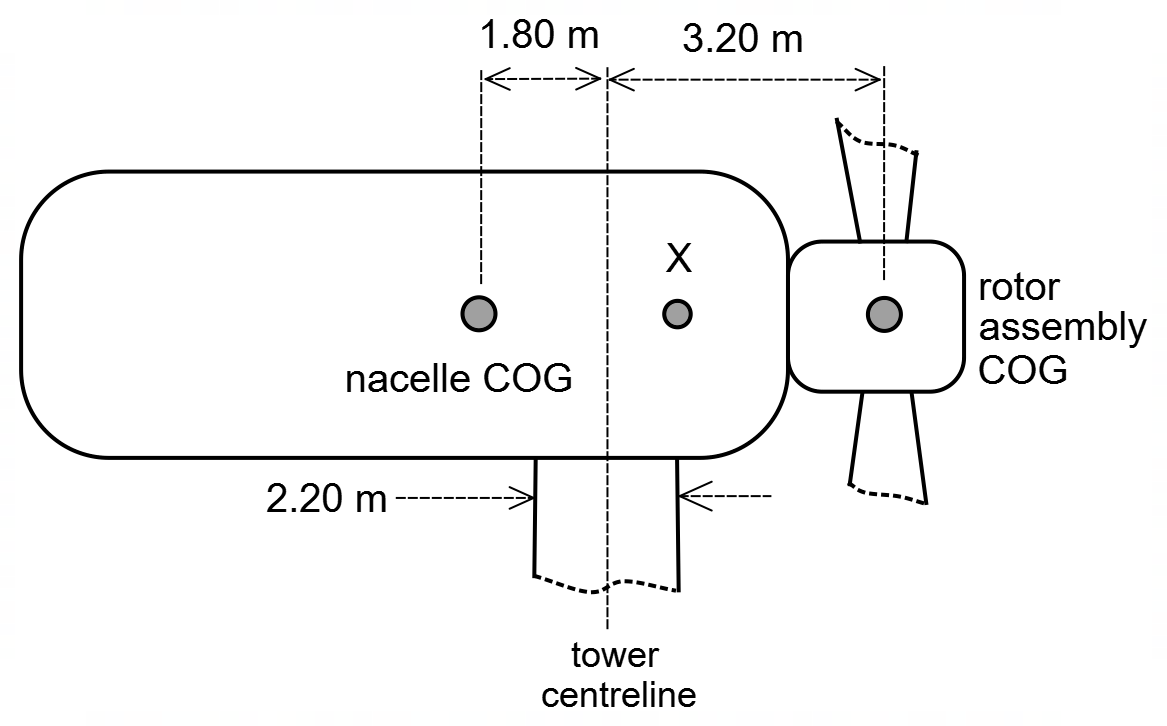 1.80 m
3.20 m
X
nacelle COG
rotor
assembly
COG
2.20 m
tower
centreline